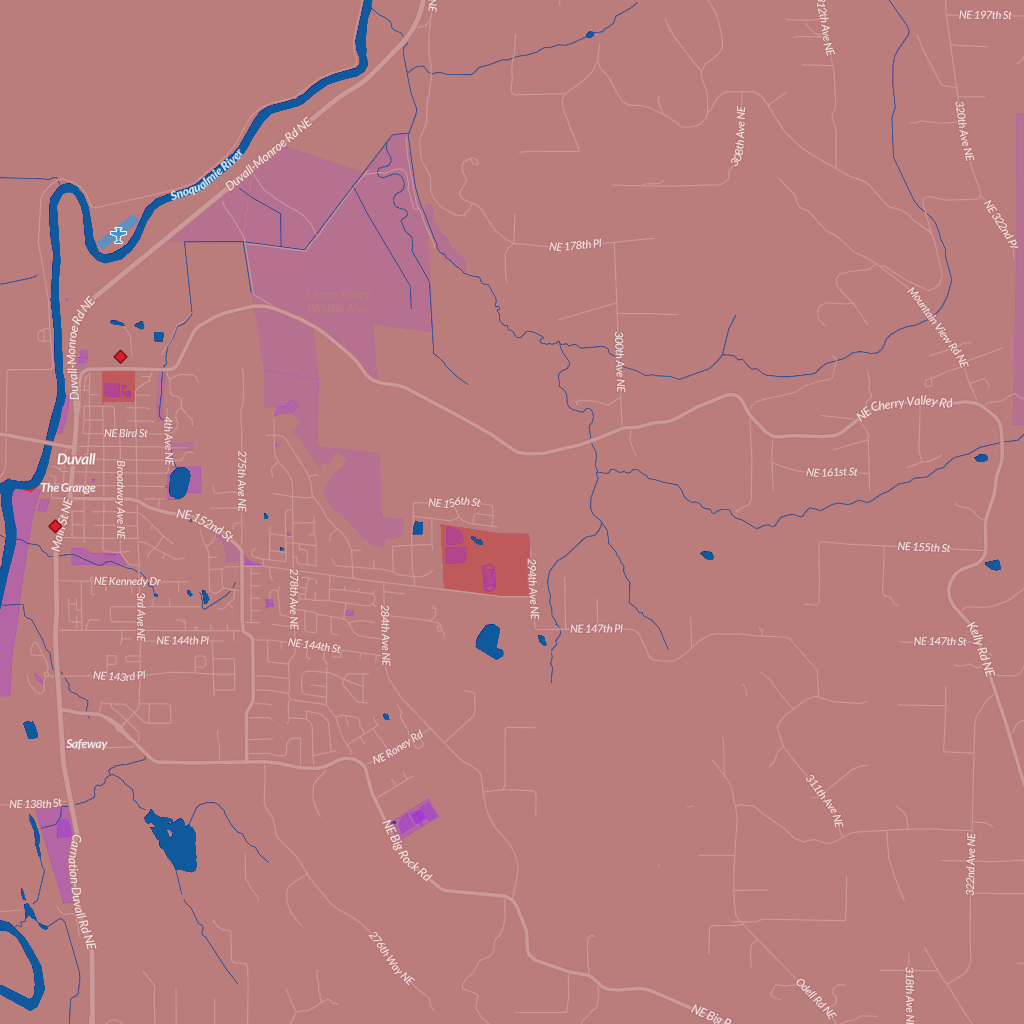 NE
312th Ave NE
NE 197th St
320th Ave NE
308th Ave NE
Duvall-Monroe Rd NE
Snoqualmie River
NE 322nd Pl
NE 178th Pl
Cherry Valley
Wildlife Area
Mountain View Rd NE
Duvall-Monroe Rd NE
300th Ave NE
NE Cherry Valley Rd
4th Ave NE
NE Bird St
Duvall
275th Ave NE
Broadway Ave NE
NE 161st St
The Grange
NE 156th St
Main St NE
NE 152nd St
NE 155th St
294th Ave NE
278th Ave NE
NE Kennedy Dr
3rd Ave NE
284th Ave NE
NE 147th Pl
NE 144th Pl
NE 144th St
NE 147th St
Kelly Rd NE
NE 143rd Pl
Safeway
NE Roney Rd
311th Ave NE
NE 138th St
NE Big Rock Rd
Carnation-Duvall Rd NE
322nd Ave NE
276th Way NE
Odell Rd NE
318th Ave NE
NE Big R